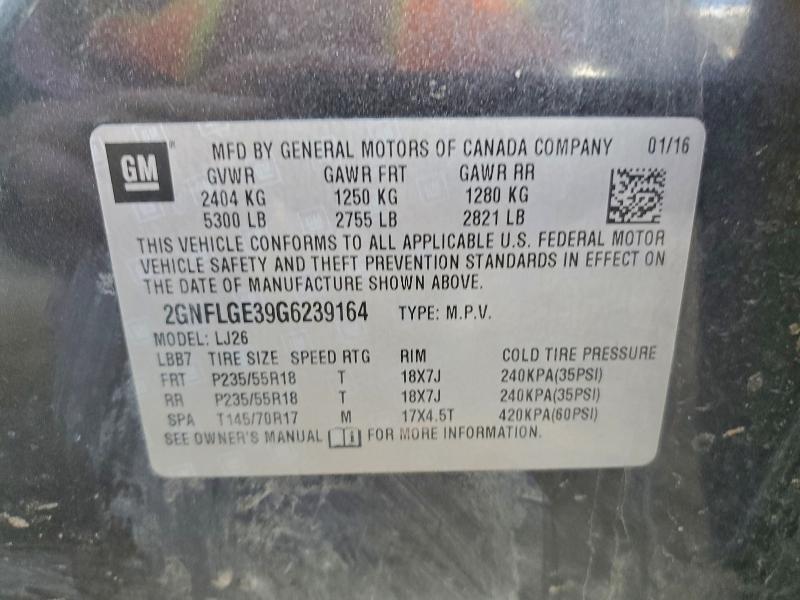 GM MFD BY GENERAL MOTORS OF CANADA COMPANY 01/16
GVWR GAWR FRT GAWR RR
2404 KG 1250 KG 1280 KG
5300 LB 2755 LB 2821 LB
THIS VEHICLE CONFORMS TO ALL APPLICABLE U.S. FEDERAL MOTOR
VEHICLE SAFETY AND THEFT PREVENTION STANDARDS IN EFFECT ON
THE DATE OF MANUFACTURE SHOWN ABOVE.
2GNFLGE39G6239164 TYPE: M.P.V.
MODEL: LJ26
LBB7 TIRE SIZE SPEED RTG RIM COLD TIRE PRESSURE
FRT P235/55R18 T 18X7J 240KPA(35PSI)
RR P235/55R18 T 18X7J 240KPA(35PSI)
SPA T145/70R17 M 17X4.5T 420KPA(60PSI)
SEE OWNER'S MANUAL FOR MORE INFORMATION.